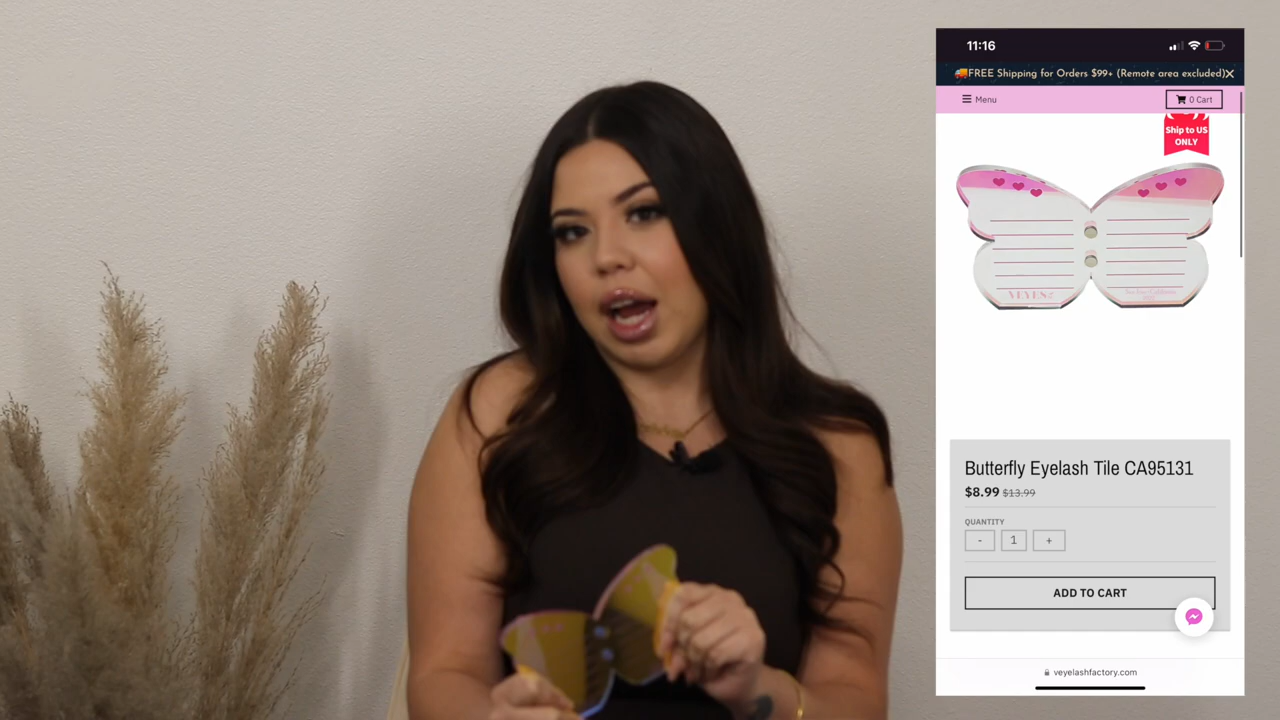 11:16
🚚FREE Shipping for Orders $99+ (Remote area excluded)
Menu
0 Cart
Ship to US
ONLY
VEYES
Butterfly Eyelash Tile CA95131
$8.99 $13.99
QUANTITY
- 1 +
ADD TO CART
veyelashfactory.com